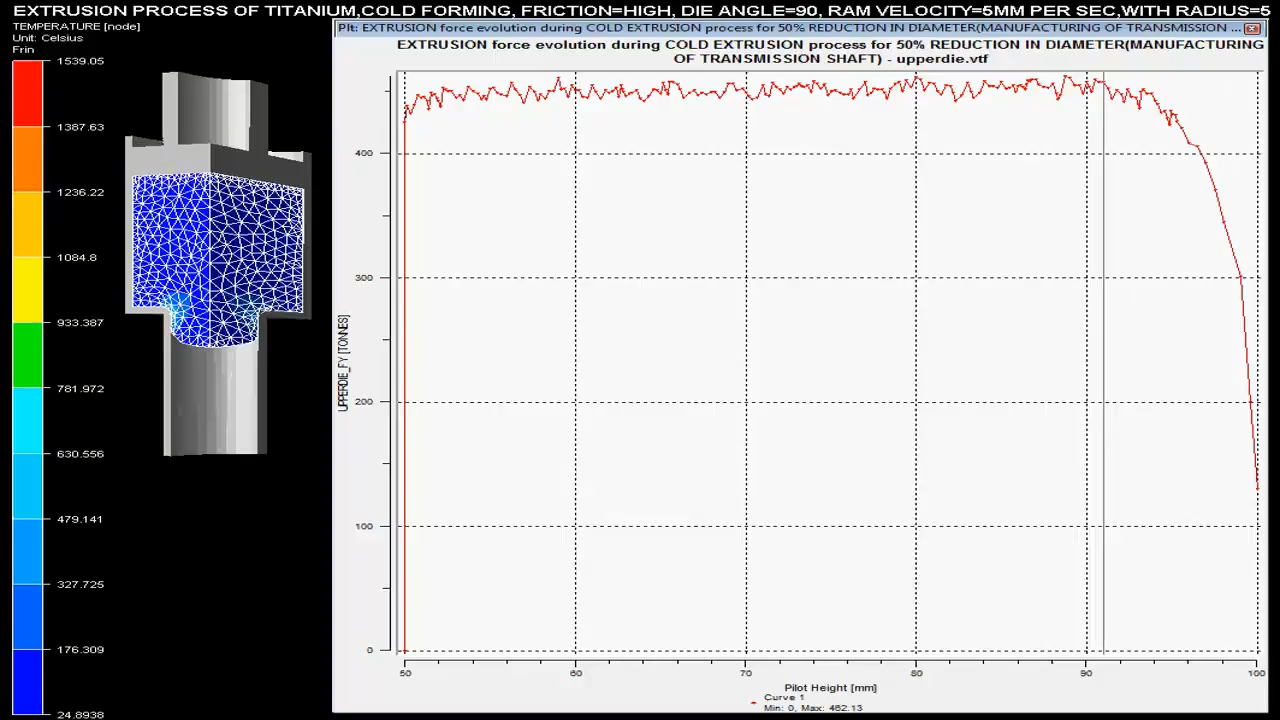 EXTRUSION PROCESS OF TITANIUM,COLD FORMING, FRICTION=HIGH, DIE ANGLE=90, RAM VELOCITY=5MM PER SEC,WITH RADIUS=5
TEMPERATURE [node]
Unit: Celsius
Frin
1539.05
1387.63
1236.22
1084.8
933.387
781.972
630.556
479.141
327.725
176.309
24.8938
Plt: EXTRUSION force evolution during COLD EXTRUSION process for 50% REDUCTION IN DIAMETER(MANUFACTURING OF TRANSMISSION ...
EXTRUSION force evolution during COLD EXTRUSION process for 50% REDUCTION IN DIAMETER(MANUFACTURING
OF TRANSMISSION SHAFT) - upperdie.vtf
UPPERDIE_FY [TONNES]
400
300
200
100
0
50 60 70 80 90 100
Pilot Height [mm]
Curve 1
Min: 0, Max: 462.13